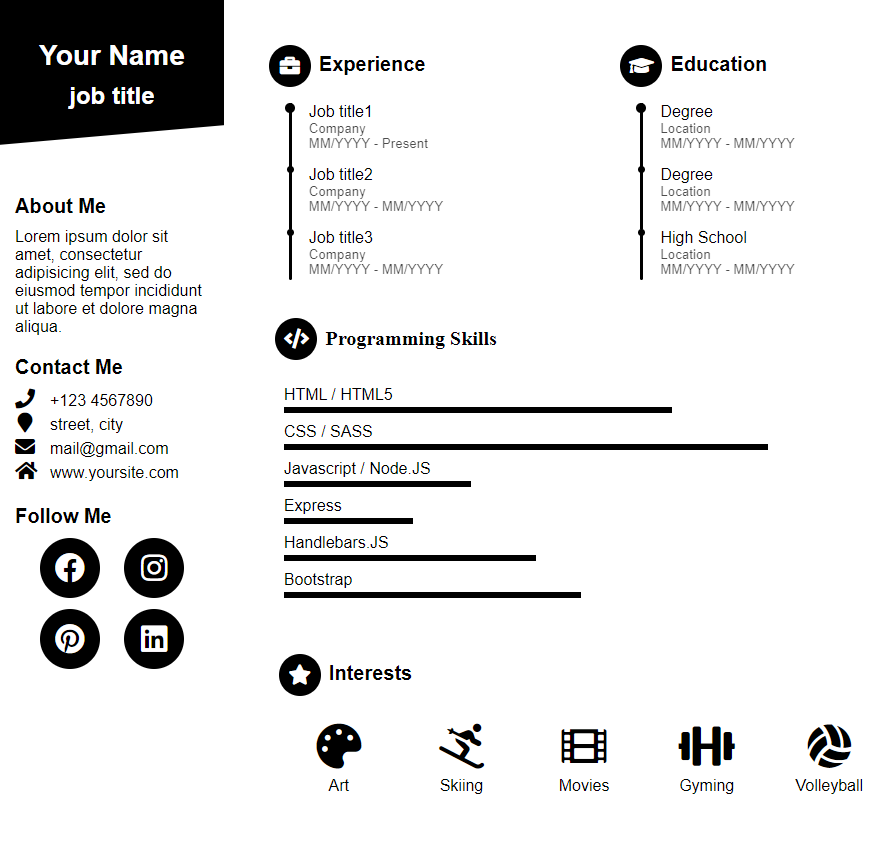 Your Name
job title
About Me
Lorem ipsum dolor sit
amet, consectetur
adipisicing elit, sed do
eiusmod tempor incididunt
ut labore et dolore magna
aliqua.
Contact Me
+123 4567890
street, city
mail@gmail.com
www.yoursite.com
Follow Me
Experience
Job title1
Company
MM/YYYY - Present
Job title2
Company
MM/YYYY - MM/YYYY
Job title3
Company
MM/YYYY - MM/YYYY
Education
Degree
Location
MM/YYYY - MM/YYYY
Degree
Location
MM/YYYY - MM/YYYY
High School
Location
MM/YYYY - MM/YYYY
Programming Skills
HTML / HTML5
CSS / SASS
Javascript / Node.JS
Express
Handlebars.JS
Bootstrap
Interests
Art
Skiing
Movies
Gyming
Volleyball